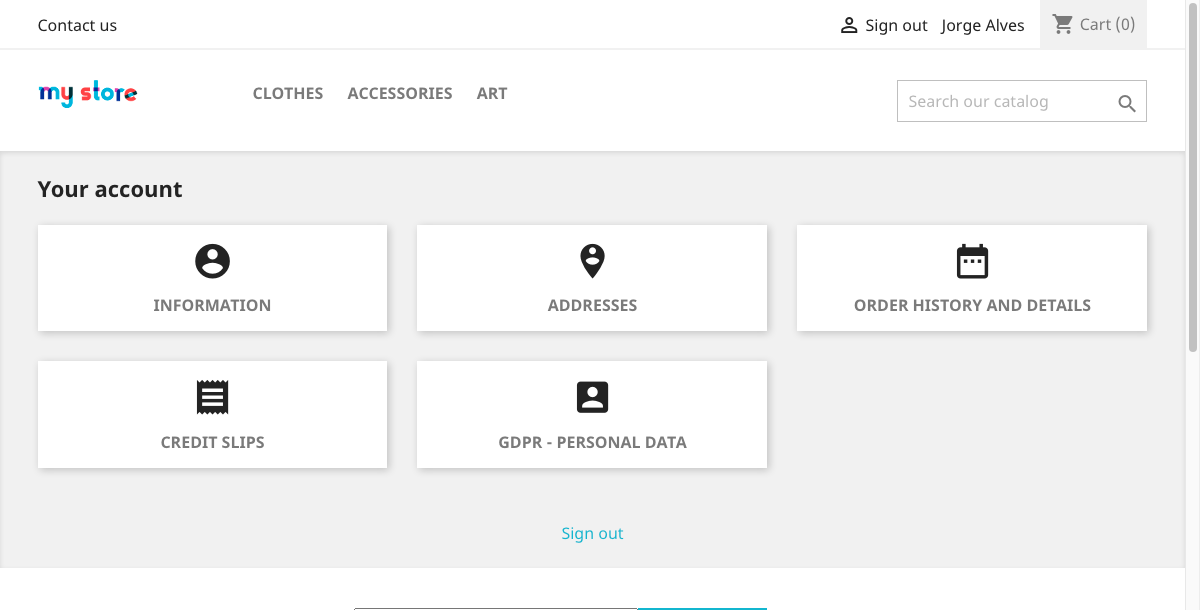 Contact us
Sign out
Jorge Alves
Cart (0)
my store
CLOTHES
ACCESSORIES
ART
Search our catalog
Your account
INFORMATION
ADDRESSES
ORDER HISTORY AND DETAILS
CREDIT SLIPS
GDPR - PERSONAL DATA
Sign out